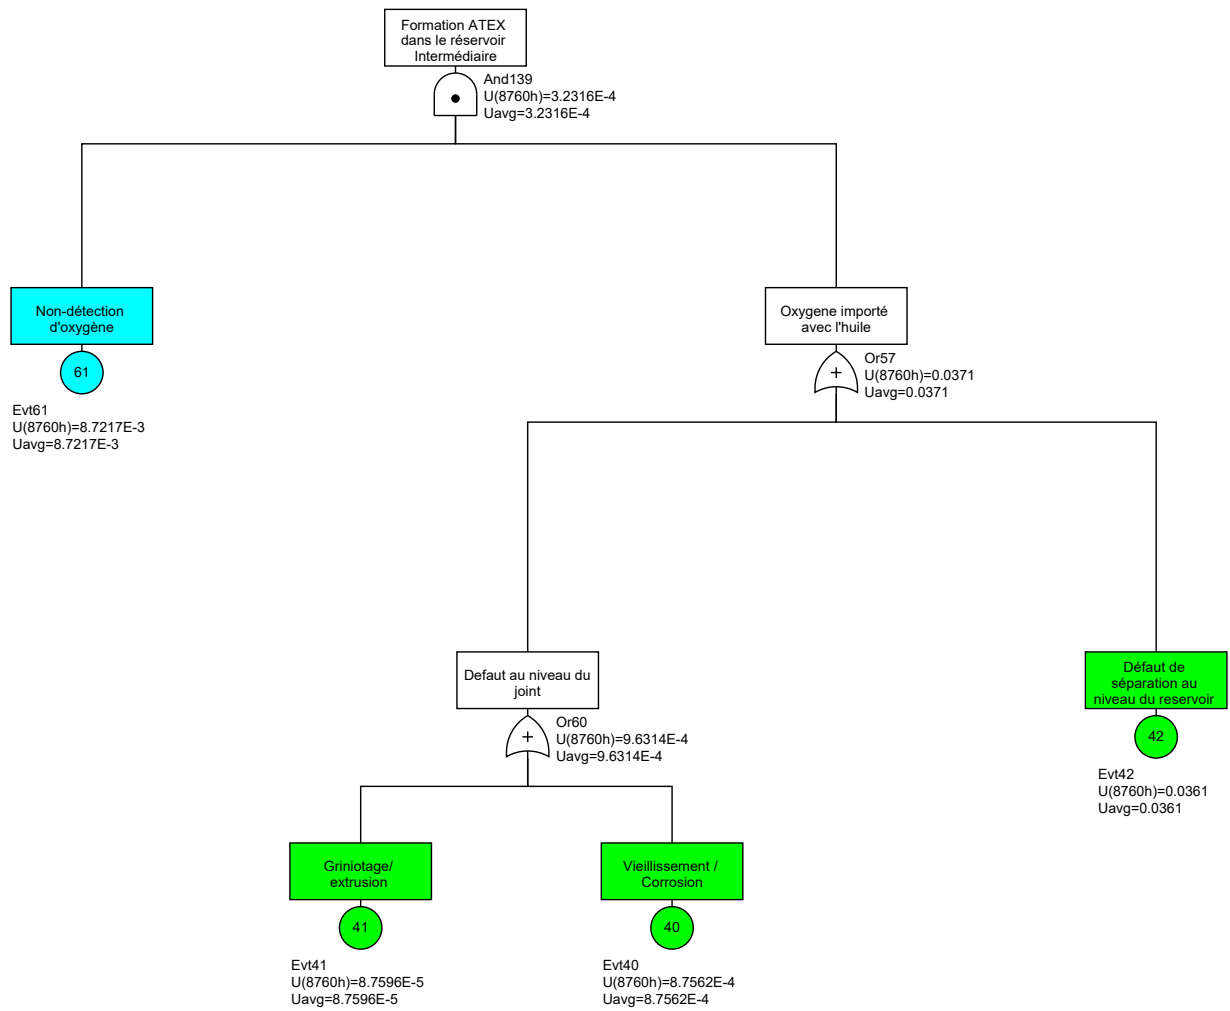 Formation ATEX
dans le réservoir
Intermédiaire
And139
U(8760h)=3.2316E-4
Uavg=3.2316E-4
Non-détection
d'oxygène
61
Evt61
U(8760h)=8.7217E-3
Uavg=8.7217E-3
Oxygene importé
avec l'huile
+
Or57
U(8760h)=0.0371
Uavg=0.0371
Defaut au niveau du
joint
+
Or60
U(8760h)=9.6314E-4
Uavg=9.6314E-4
Défaut de
séparation au
niveau du reservoir
42
Evt42
U(8760h)=0.0361
Uavg=0.0361
Griniotage/
extrusion
41
Evt41
U(8760h)=8.7596E-5
Uavg=8.7596E-5
Vieillissement /
Corrosion
40
Evt40
U(8760h)=8.7562E-4
Uavg=8.7562E-4